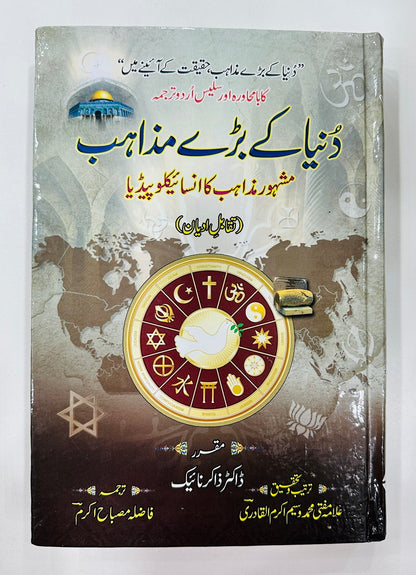 ”دُنیا کے بڑے مذاہب، حقیقت کے آئینے میں“
کا بامحاورہ اور سلیس اُردو ترجمہ
دُنیا کے بڑے مذاہب
مشہور مذاہب کا انسائیکلوپیڈیا
(تقابلِ ادیان)
مقرر
ڈاکٹر ذاکر نائیک
ترتیب و تحقیق
علامہ مفتی محمد وسیم اکرم القادری
ترجمہ
فاضلہ مصباح اکرم